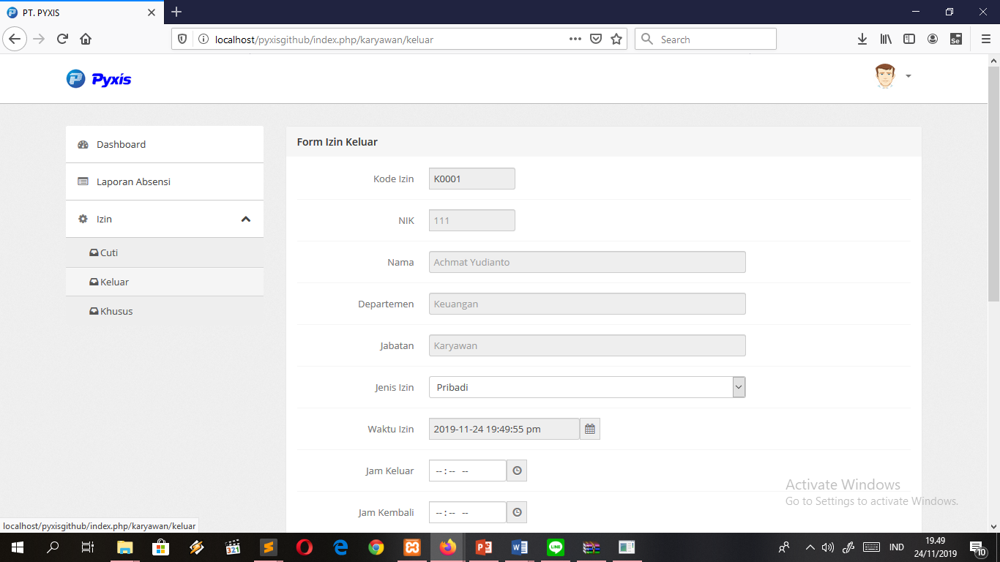 PT. PYXIS
localhost/pyxisgithub/index.php/karyawan/keluar
Search
Pyxis
Dashboard
Laporan Absensi
Izin
Cuti
Keluar
Khusus
Form Izin Keluar
Kode Izin K0001
NIK 111
Nama Achmat Yudianto
Departemen Keuangan
Jabatan Karyawan
Jenis Izin Pribadi
Waktu Izin 2019-11-24 19:49:55 pm
Jam Keluar --:-- --
Jam Kembali --:-- --
Activate Windows
Go to Settings to activate Windows.
localhost/pyxisgithub/index.php/karyawan/keluar
IND
19.49
24/11/2019
10